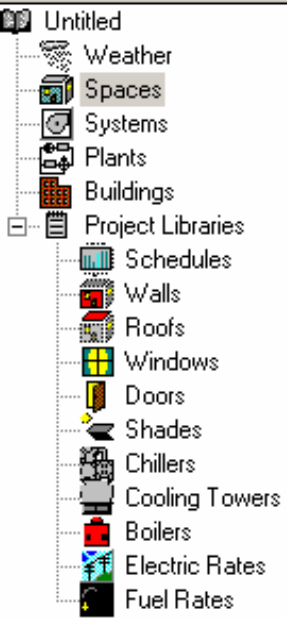 Untitled
Weather
Spaces
Systems
Plants
Buildings
Project Libraries
Schedules
Walls
Roofs
Windows
Doors
Shades
Chillers
Cooling Towers
Boilers
Electric Rates
Fuel Rates